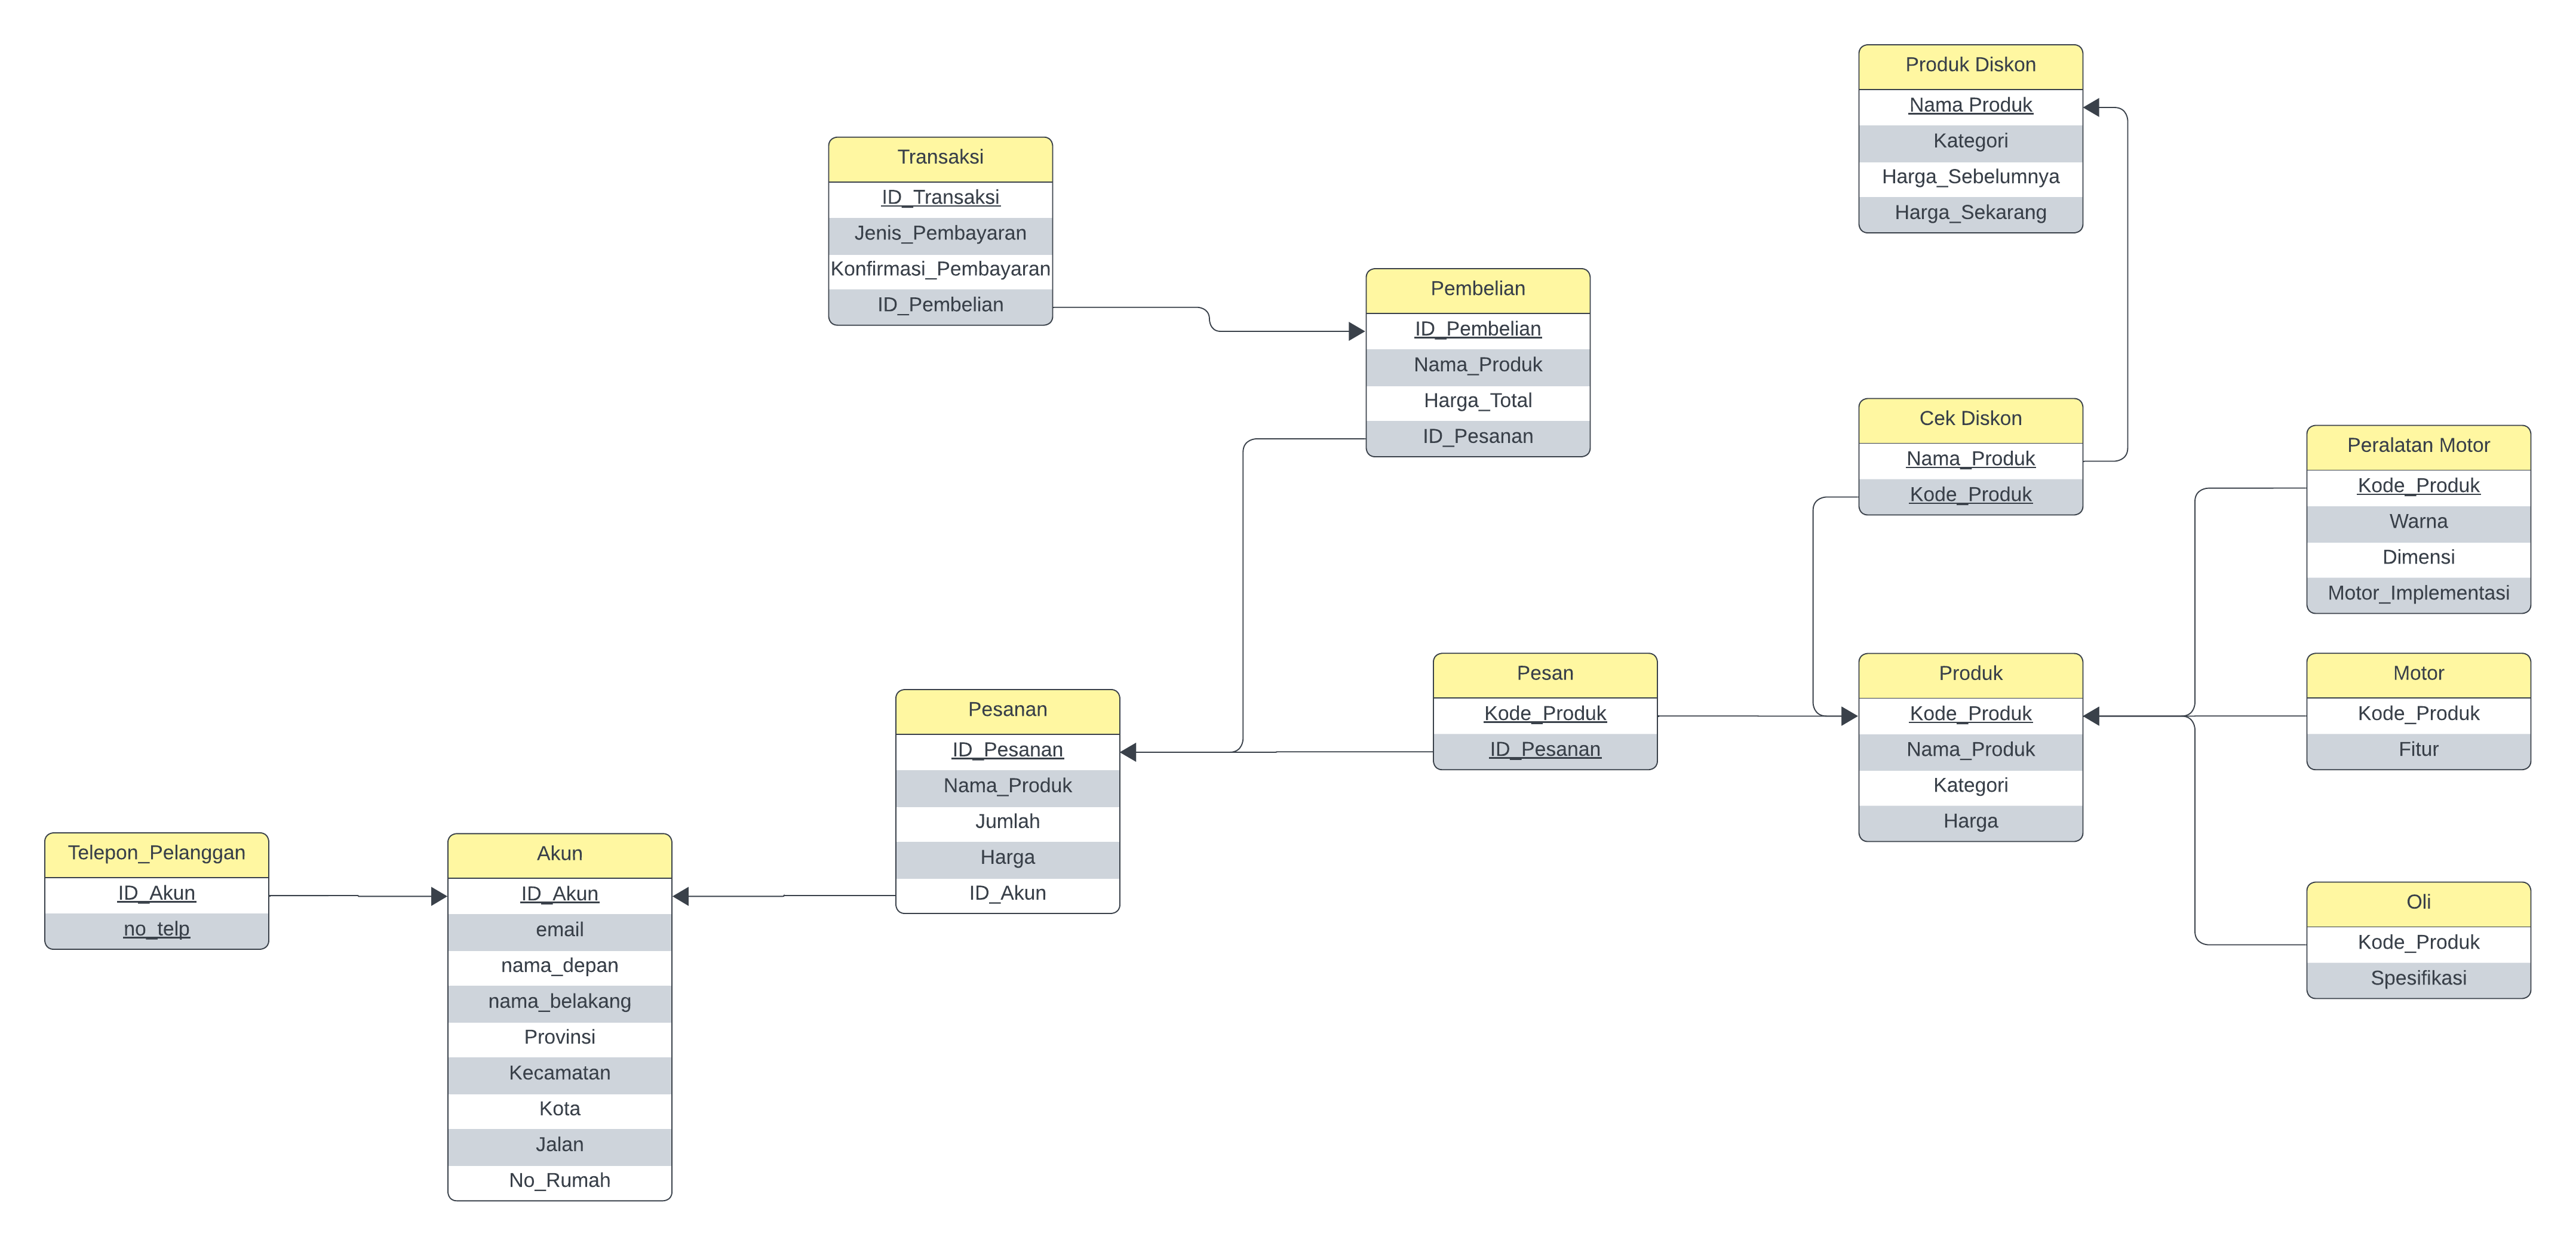 Produk Diskon
Nama Produk
Kategori
Harga_Sebelumnya
Harga_Sekarang
Transaksi
ID_Transaksi
Jenis_Pembayaran
Konfirmasi_Pembayaran
ID_Pembelian
Pembelian
ID_Pembelian
Nama_Produk
Harga_Total
ID_Pesanan
Cek Diskon
Nama_Produk
Kode_Produk
Peralatan Motor
Kode_Produk
Warna
Dimensi
Motor_Implementasi
Pesan
Kode_Produk
ID_Pesanan
Produk
Kode_Produk
Nama_Produk
Kategori
Harga
Motor
Kode_Produk
Fitur
Pesanan
ID_Pesanan
Nama_Produk
Jumlah
Harga
ID_Akun
Telepon_Pelanggan
ID_Akun
no_telp
Akun
ID_Akun
email
nama_depan
nama_belakang
Provinsi
Kecamatan
Kota
Jalan
No_Rumah
Oli
Kode_Produk
Spesifikasi